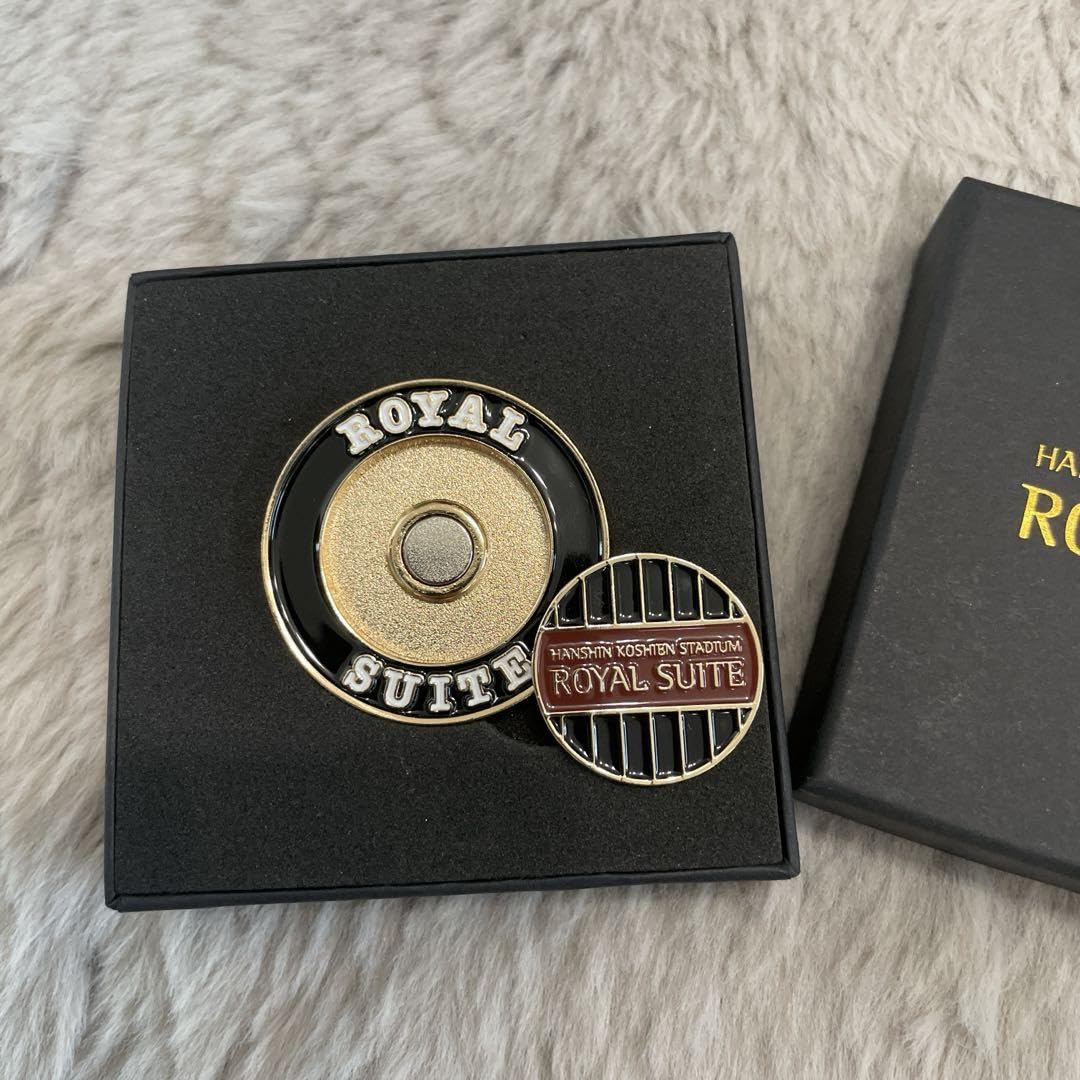 ROYAL
SUITE
HANSHIN KOSHIEN STADIUM
ROYAL SUITE
HA
RO